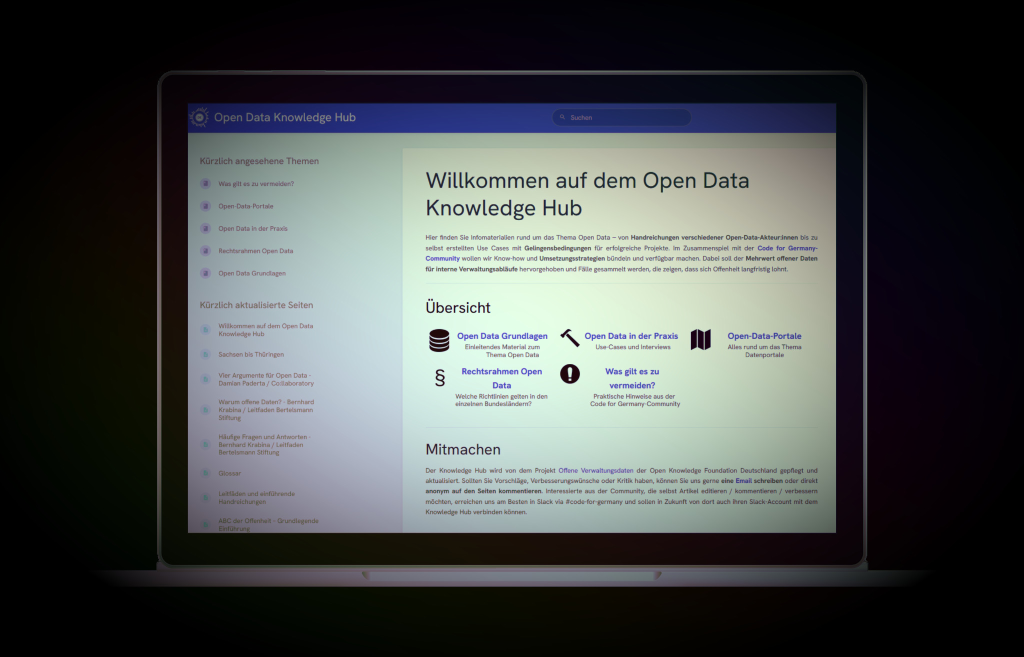 Open Data Knowledge Hub
Suchen
Kürzlich angesehene Themen
Was gilt es zu vermeiden?
Open-Data-Portale
Open Data in der Praxis
Rechtsrahmen Open Data
Open Data Grundlagen
Kürzlich aktualisierte Seiten
Willkommen auf dem Open Data
Knowledge Hub
Sachsen bis Thüringen
Vier Argumente für Open Data -
Damian Paderta / Co:laboratory
Warum offene Daten? - Bernhard
Krabina / Leitfaden Bertelsmann
Stiftung
Häufige Fragen und Antworten -
Bernhard Krabina / Leitfaden
Bertelsmann Stiftung
Glossar
Leitfäden und einführende
Handreichungen
ABC der Offenheit - Grundlegende
Einführung
Willkommen auf dem Open Data
Knowledge Hub
Hier finden Sie Infomaterialien rund um das Thema Open Data – von Handreichungen verschiedener Open-Data-Akteur:innen bis zu
selbst erstellten Use Cases mit Gelingensbedingungen für erfolgreiche Projekte. Im Zusammenspiel mit der Code for Germany-
Community wollen wir Know-how und Umsetzungsstrategien bündeln und verfügbar machen. Dabei soll der Mehrwert offener Daten
für interne Verwaltungsabläufe hervorgehoben und Fälle gesammelt werden, die zeigen, dass sich Offenheit langfristig lohnt.
Übersicht
Open Data Grundlagen
Einleitendes Material zum
Thema Open Data
Open Data in der Praxis
Use-Cases und Interviews
Open-Data-Portale
Alles rund um das Thema
Datenportale
§
Rechtsrahmen Open
Data
Welche Richtlinien gelten in den
einzelnen Bundesländern?
Was gilt es zu
vermeiden?
Praktische Hinweise aus der
Code for Germany-Community
Mitmachen
Der Knowledge Hub wird von dem Projekt Offene Verwaltungsdaten der Open Knowledge Foundation Deutschland gepflegt und
aktualisiert. Sollten Sie Vorschläge, Verbesserungswünsche oder Kritik haben, können Sie uns gerne eine Email schreiben oder direkt
anonym auf den Seiten kommentieren. Interessierte aus der Community, die selbst Artikel editieren / kommentieren / verbessern
möchten, erreichen uns am Besten in Slack via #code-for-germany und sollen in Zukunft von dort auch ihren Slack-Account mit dem
Knowledge Hub verbinden können.